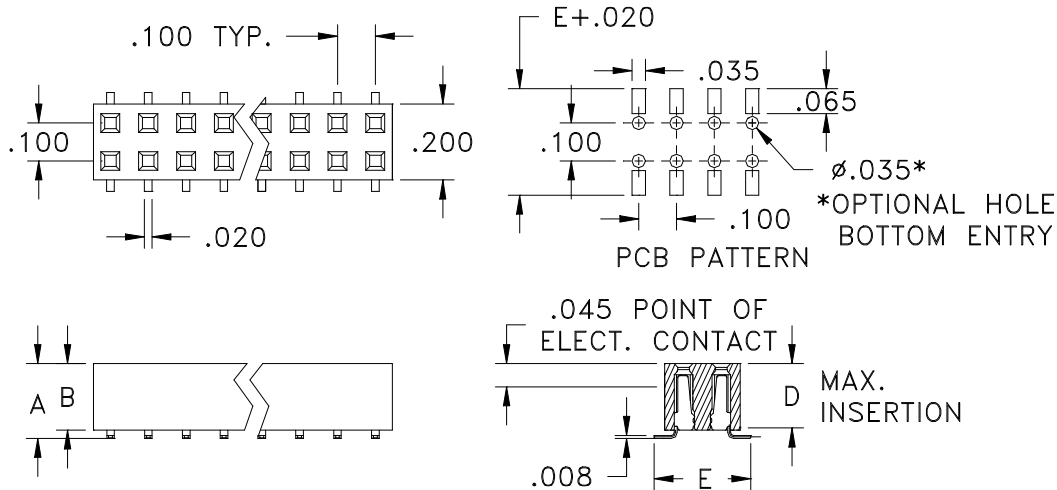 .100 TYP.
.100
.200
.020
E+.020
.035
.065
.100
ø.035*
*OPTIONAL HOLE
BOTTOM ENTRY
.100
PCB PATTERN
A
B
.045 POINT OF
ELECT. CONTACT
D
MAX.
INSERTION
.008
E